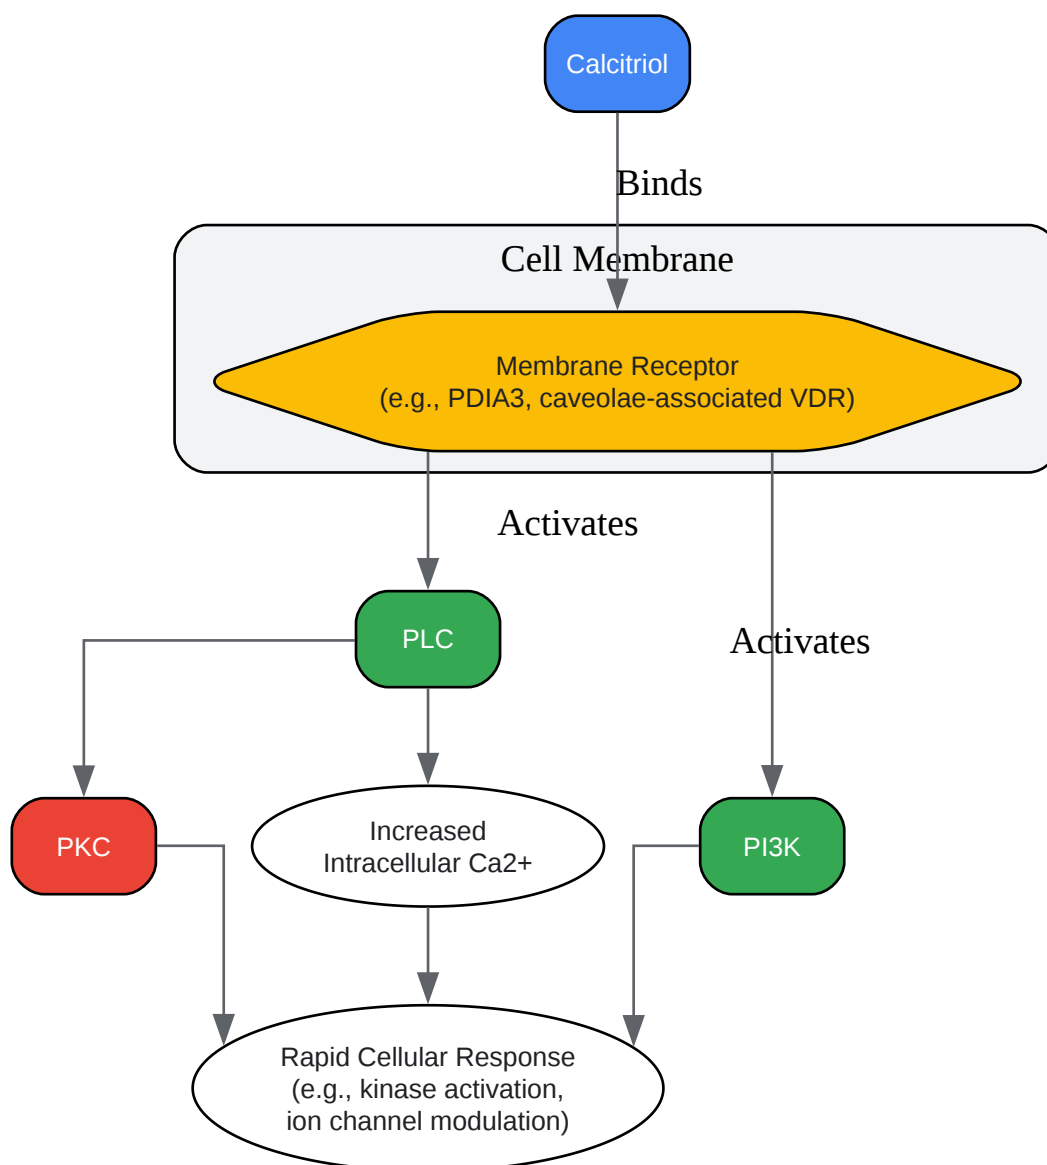 Calcitriol
Binds
Cell Membrane
Membrane Receptor
(e.g., PDIA3, caveolae-associated VDR)
Activates
PLC
Activates
PKC
Increased
Intracellular Ca2+
PI3K
Rapid Cellular Response
(e.g., kinase activation,
ion channel modulation)